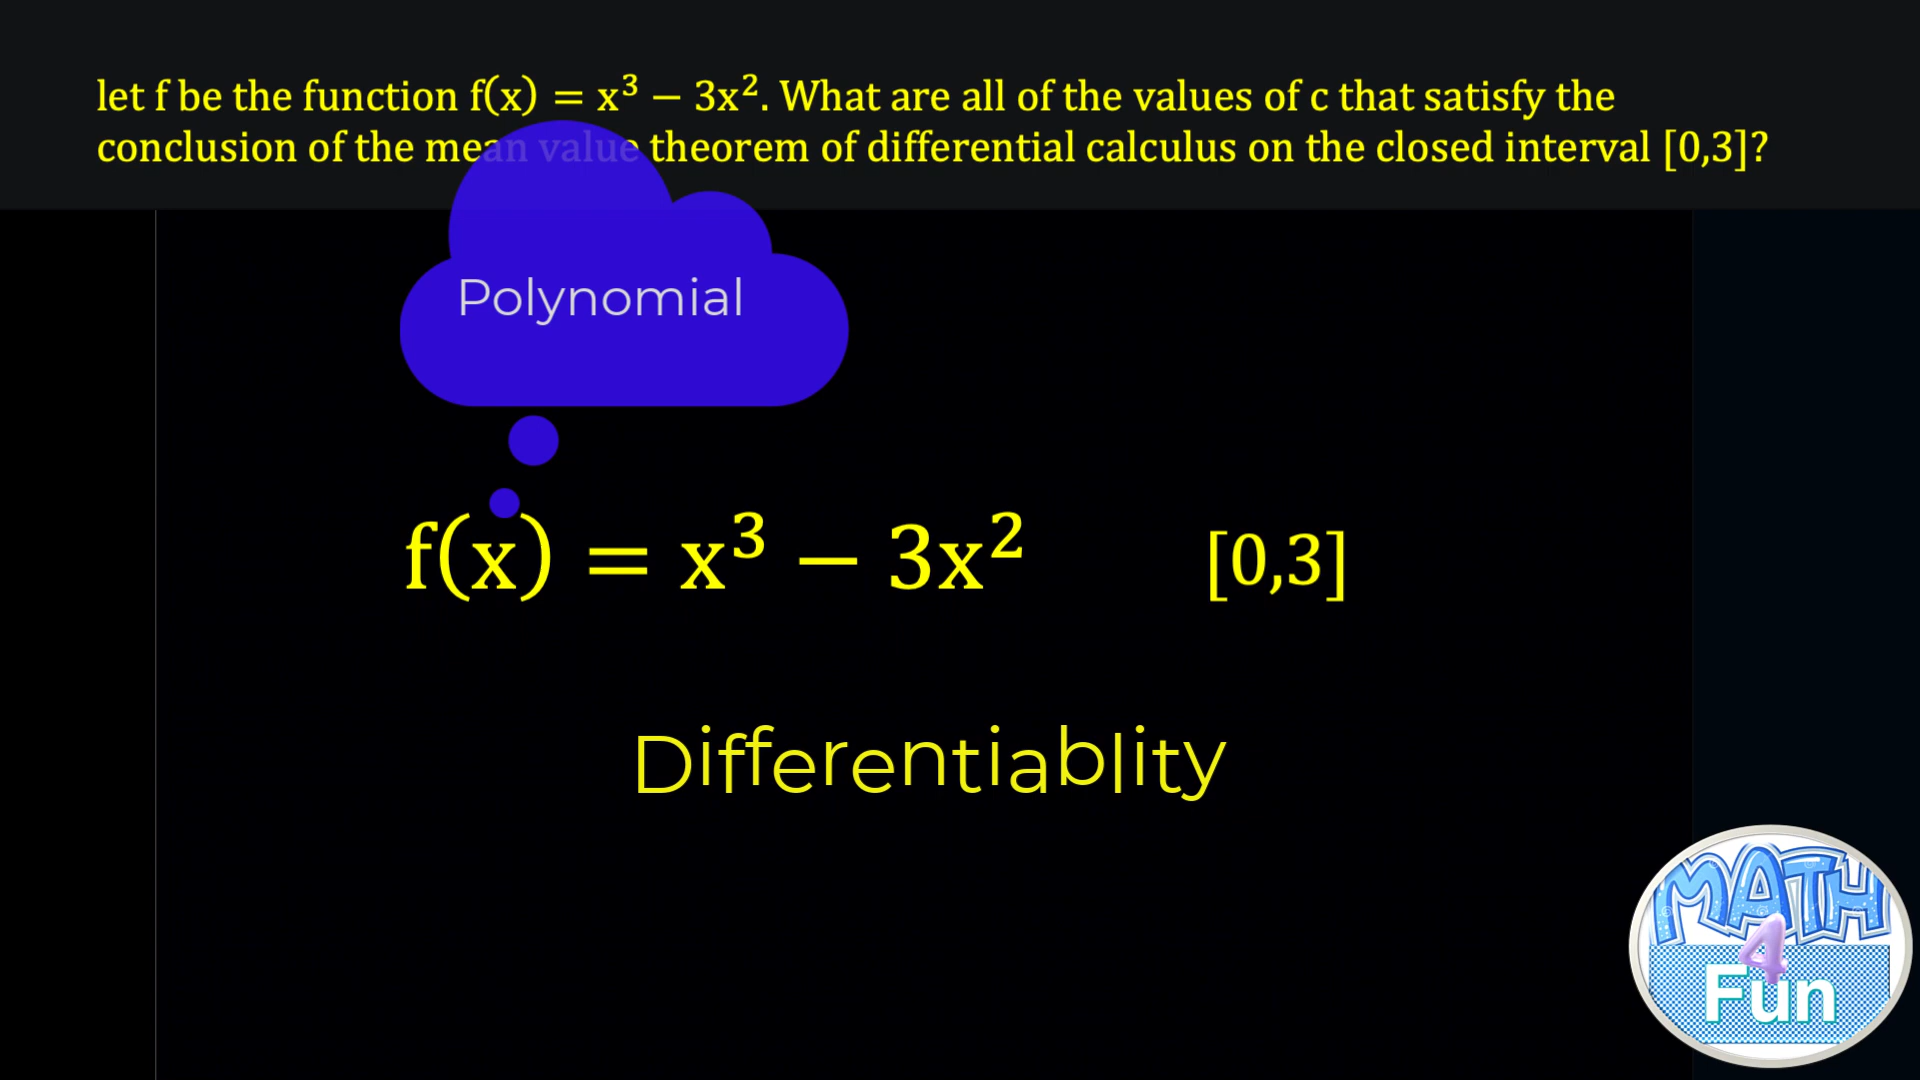 let f be the function f(x) = x³ − 3x². What are all of the values of c that satisfy the
conclusion of the mean value theorem of differential calculus on the closed interval [0,3]?
Polynomial
f(x) = x³ − 3x² [0,3]
Differentiablity
MATH
4
Fun